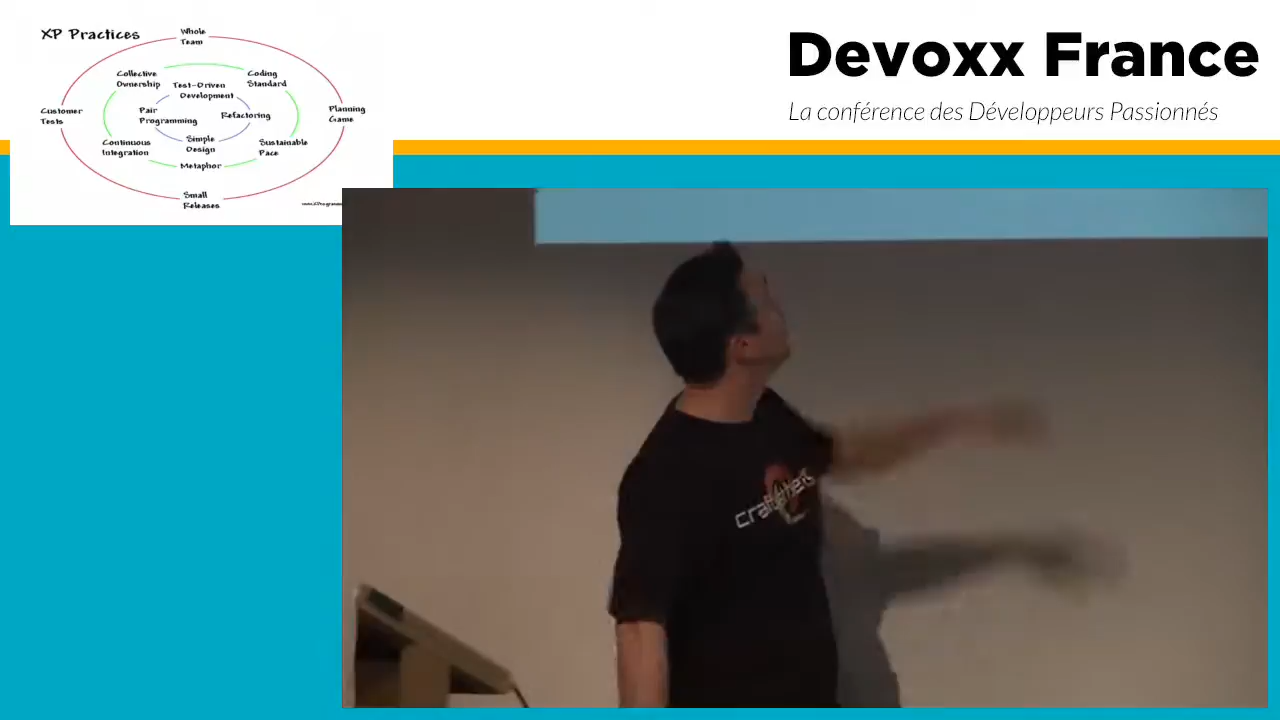 XP Practices
Whole
Team
Collective
Ownership
Test-Driven
Development
Coding
Standard
Customer
Tests
Pair
Programming
Refactoring
Planning
Game
Continuous
Integration
Simple
Design
Sustainable
Pace
Metaphor
Small
Releases
Devoxx France
La conférence des Développeurs Passionnés